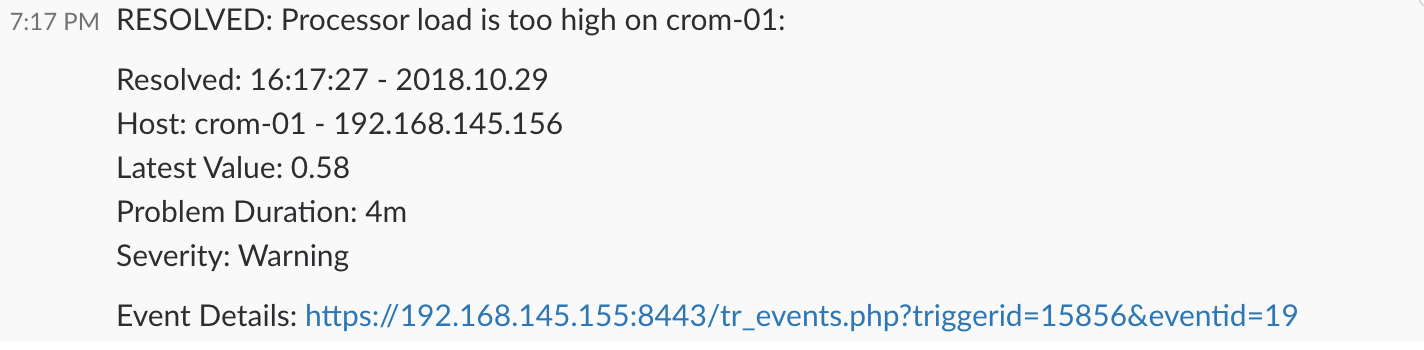 7:17 PM RESOLVED: Processor load is too high on crom-01:
Resolved: 16:17:27 - 2018.10.29
Host: crom-01 - 192.168.145.156
Latest Value: 0.58
Problem Duration: 4m
Severity: Warning
Event Details: https://192.168.145.155:8443/tr_events.php?triggerid=15856&eventid=19